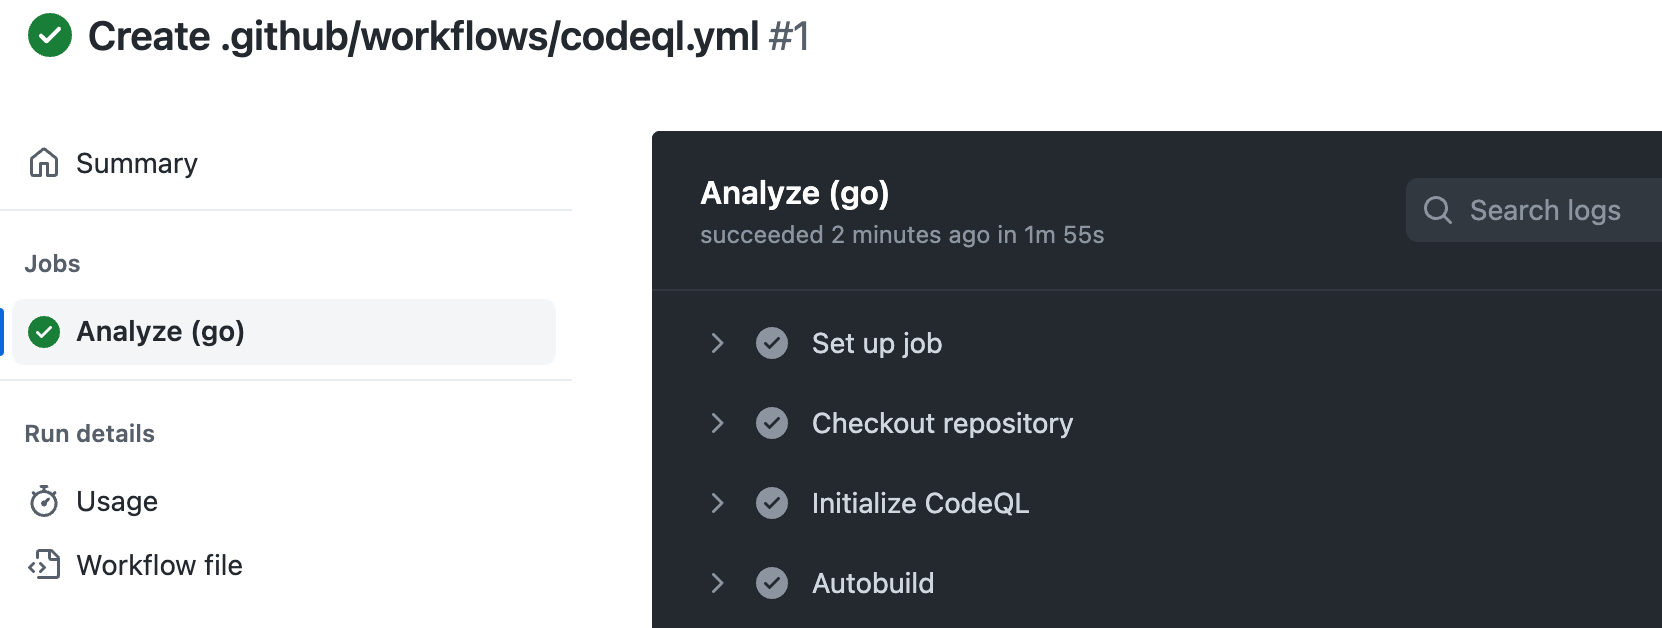 Create .github/workflows/codeql.yml #1
Summary
Jobs
Analyze (go)
Run details
Usage
Workflow file
Analyze (go)
succeeded 2 minutes ago in 1m 55s
Search logs
Set up job
Checkout repository
Initialize CodeQL
Autobuild